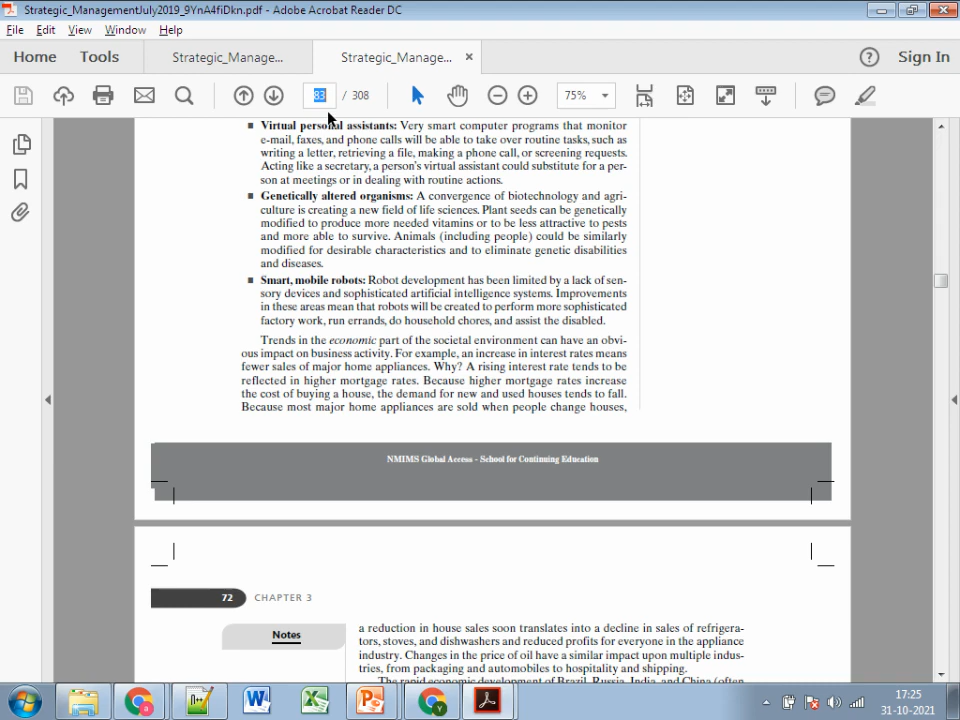 Strategic_ManagementJuly2019_9YnA4fiDkn.pdf - Adobe Acrobat Reader DC
File Edit View Window Help
Home Tools Strategic_Manage... Strategic_Manage... × Sign In
83 / 308 75%
■ Virtual personal assistants: Very smart computer programs that monitor
e-mail, faxes, and phone calls will be able to take over routine tasks, such as
writing a letter, retrieving a file, making a phone call, or screening requests.
Acting like a secretary, a person's virtual assistant could substitute for a per-
son at meetings or in dealing with routine actions.
■ Genetically altered organisms: A convergence of biotechnology and agri-
culture is creating a new field of life sciences. Plant seeds can be genetically
modified to produce more needed vitamins or to be less attractive to pests
and more able to survive. Animals (including people) could be similarly
modified for desirable characteristics and to eliminate genetic disabilities
and diseases.
■ Smart, mobile robots: Robot development has been limited by a lack of sen-
sory devices and sophisticated artificial intelligence systems. Improvements
in these areas mean that robots will be created to perform more sophisticated
factory work, run errands, do household chores, and assist the disabled.
Trends in the economic part of the societal environment can have an obvi-
ous impact on business activity. For example, an increase in interest rates means
fewer sales of major home appliances. Why? A rising interest rate tends to be
reflected in higher mortgage rates. Because higher mortgage rates increase
the cost of buying a house, the demand for new and used houses tends to fall.
Because most major home appliances are sold when people change houses,
NMIMS Global Access - School for Continuing Education
72 CHAPTER 3
Notes
a reduction in house sales soon translates into a decline in sales of refrigera-
tors, stoves, and dishwashers and reduced profits for everyone in the appliance
industry. Changes in the price of oil have a similar impact upon multiple indus-
tries, from packaging and automobiles to hospitality and shipping.
The rapid economic development of Brazil, Russia, India, and China (often
17:25
31-10-2021